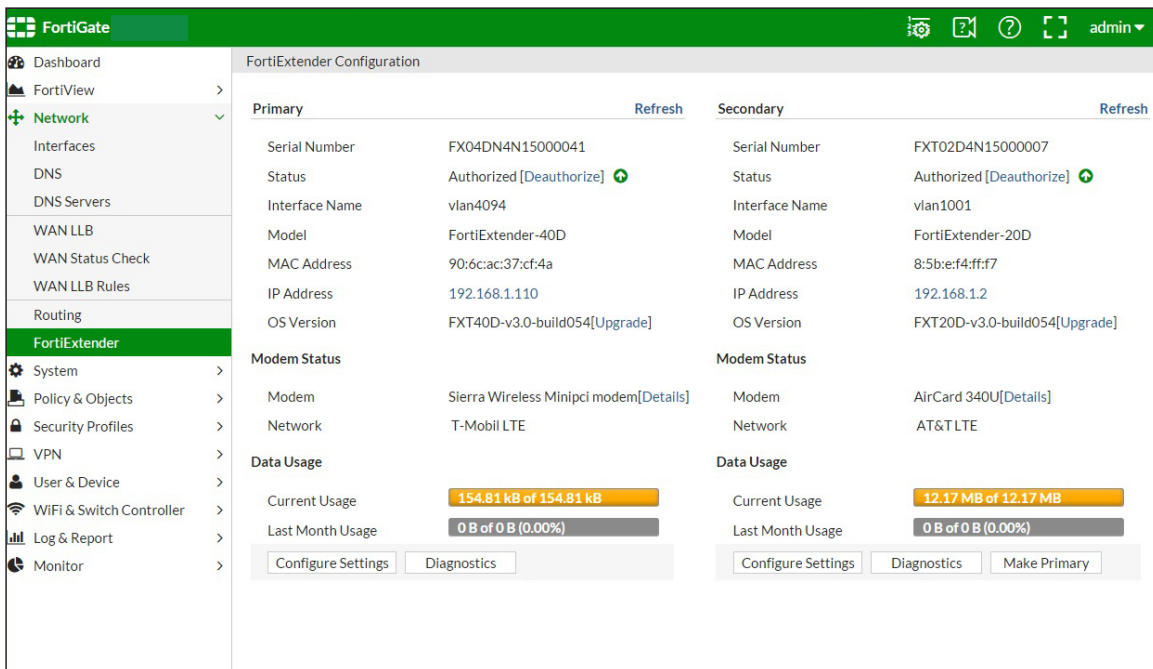 FortiGate
admin
Dashboard
FortiView
Network
Interfaces
DNS
DNS Servers
WAN LLB
WAN Status Check
WAN LLB Rules
Routing
FortiExtender
System
Policy & Objects
Security Profiles
VPN
User & Device
WiFi & Switch Controller
Log & Report
Monitor
FortiExtender Configuration
Primary Refresh
Serial Number FX04DN4N15000041
Status Authorized [Deauthorize]
Interface Name vlan4094
Model FortiExtender-40D
MAC Address 90:6c:ac:37:cf:4a
IP Address 192.168.1.110
OS Version FXT40D-v3.0-build054[Upgrade]
Modem Status
Modem Sierra Wireless Minipci modem[Details]
Network T-Mobil LTE
Data Usage
Current Usage 154.81 kB of 154.81 kB
Last Month Usage 0 B of 0 B (0.00%)
Configure Settings Diagnostics
Secondary Refresh
Serial Number FXT02D4N15000007
Status Authorized [Deauthorize]
Interface Name vlan1001
Model FortiExtender-20D
MAC Address 8:5b:e:f4:ff:f7
IP Address 192.168.1.2
OS Version FXT20D-v3.0-build054[Upgrade]
Modem Status
Modem AirCard 340U[Details]
Network AT&T LTE
Data Usage
Current Usage 12.17 MB of 12.17 MB
Last Month Usage 0 B of 0 B (0.00%)
Configure Settings Diagnostics Make Primary